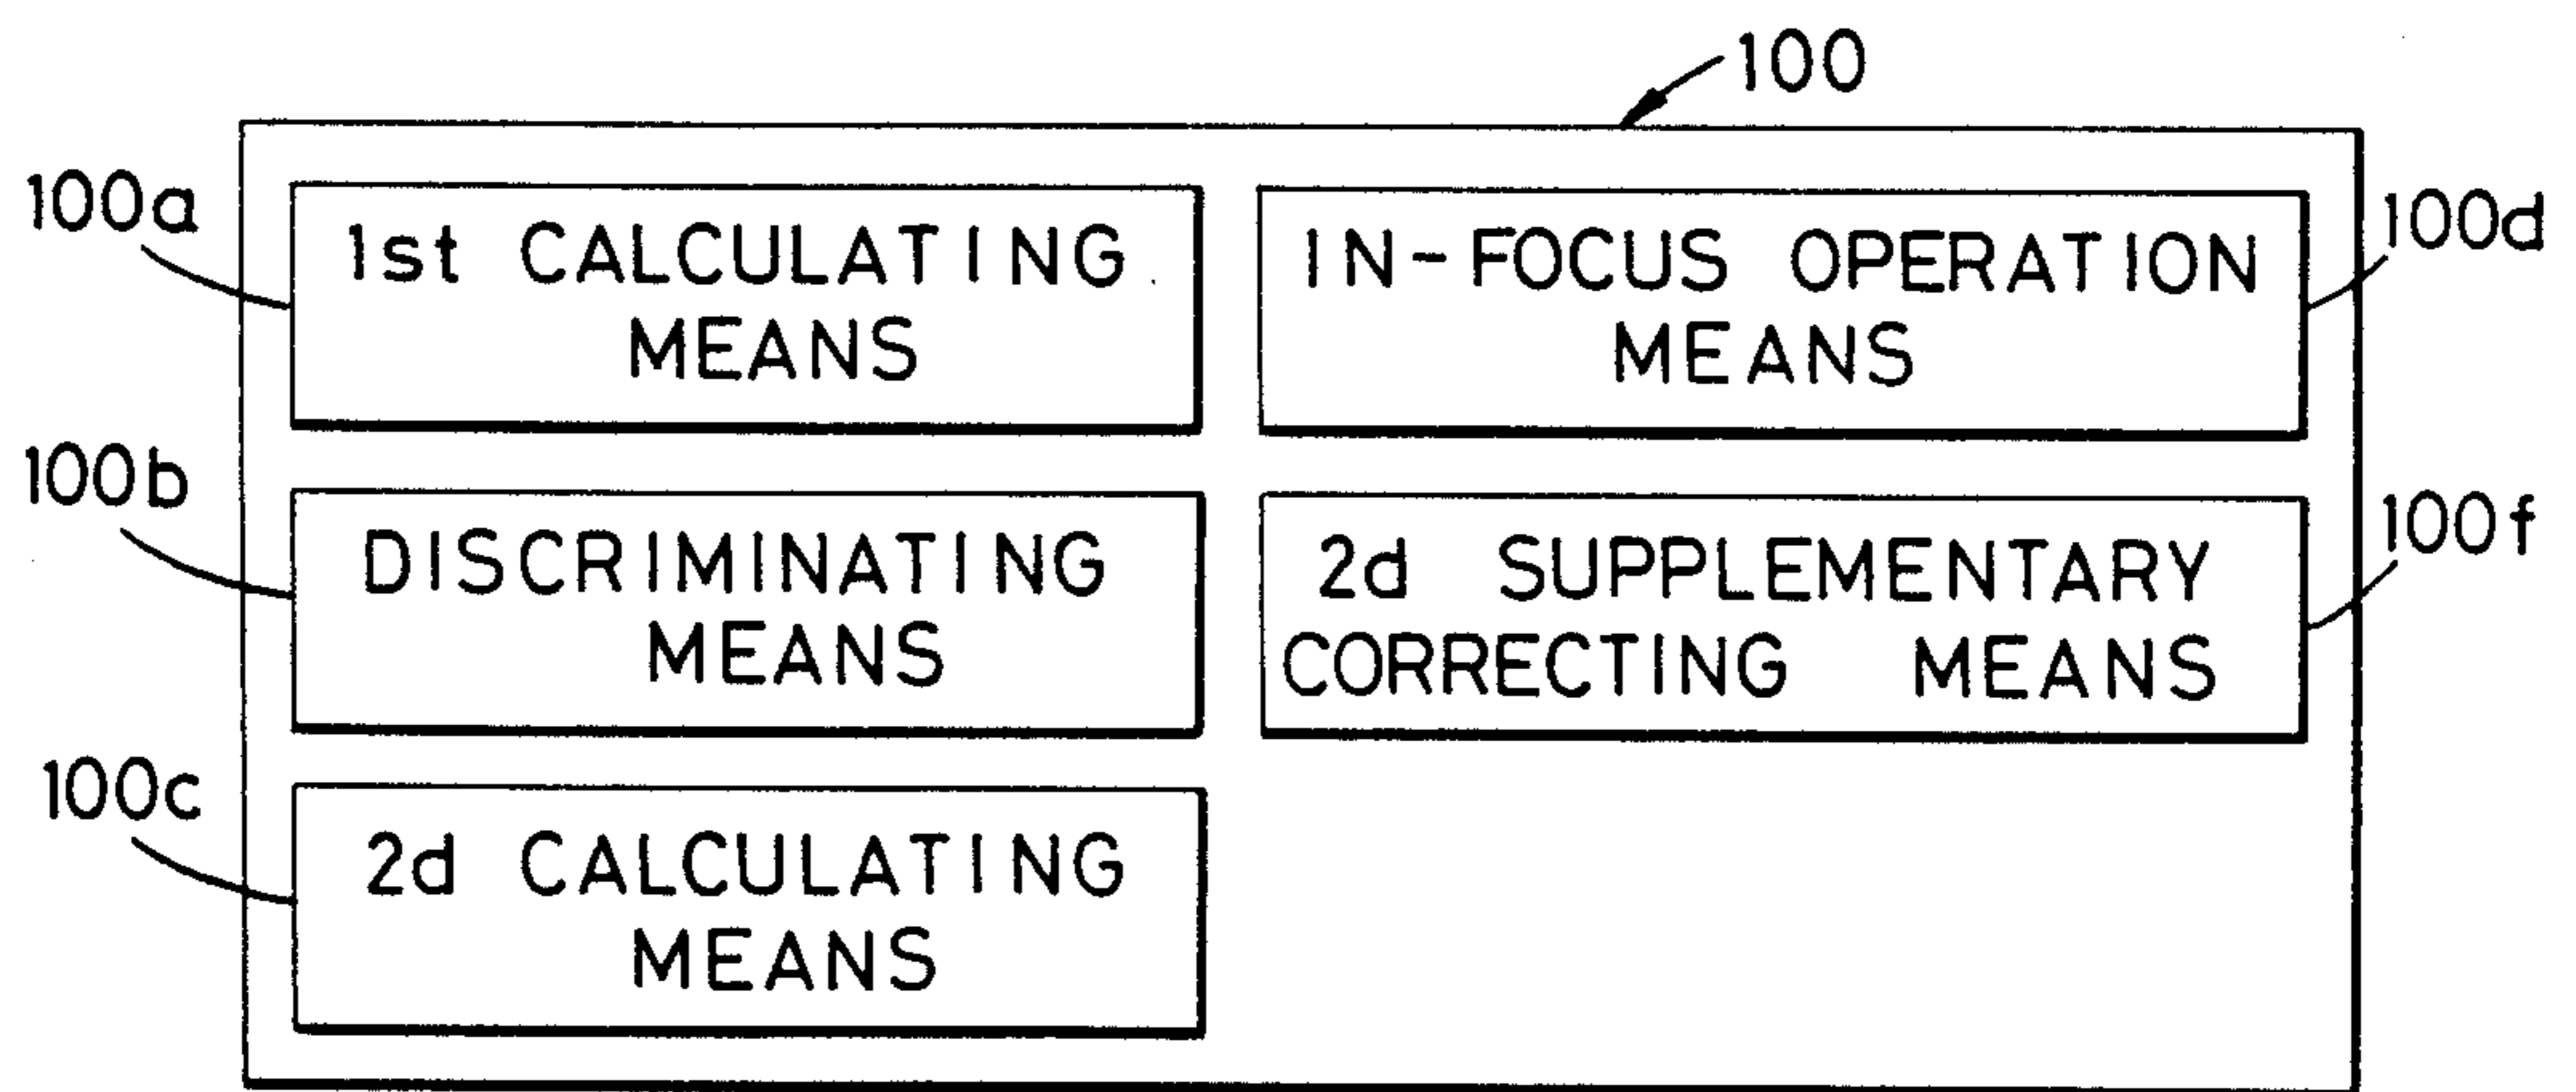 100
100a
1st CALCULATING
MEANS
100b
DISCRIMINATING
MEANS
100c
2d CALCULATING
MEANS
IN-FOCUS OPERATION
MEANS
100d
2d SUPPLEMENTARY
CORRECTING MEANS
100f